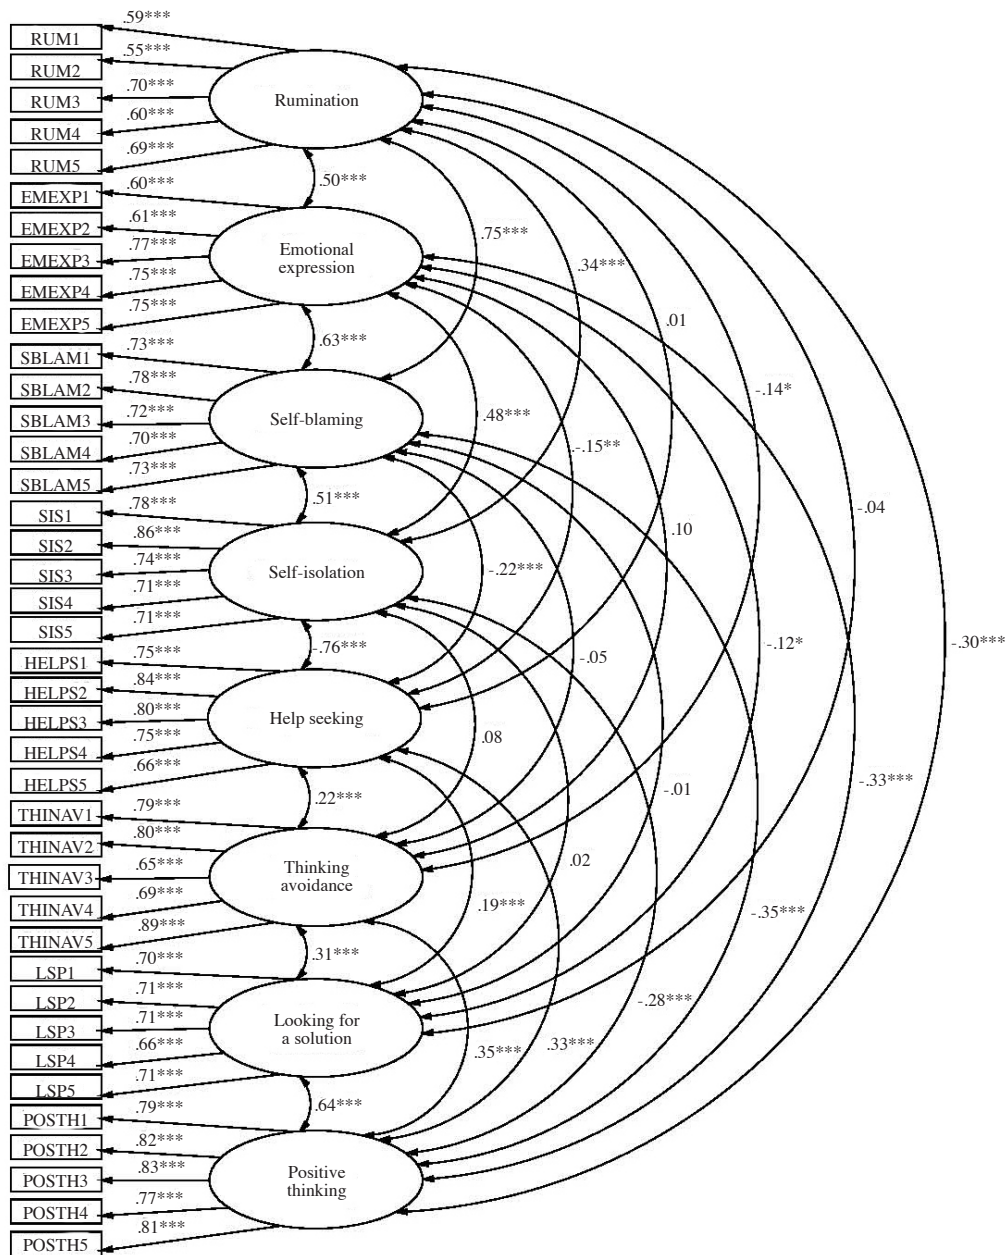 .59***
RUM1
.55***
RUM2
.70***
RUM3
.60***
RUM4
.69***
RUM5
Rumination
.50***
.60***
EMEXP1
.61***
EMEXP2
.77***
EMEXP3
.75***
EMEXP4
.75***
EMEXP5
Emotional
expression
.75***
.34***
.01
-.14*
-.04
-.30***
.63***
.73***
SBLAM1
.78***
SBLAM2
.72***
SBLAM3
.70***
SBLAM4
.73***
SBLAM5
Self-blaming
.48***
-.15**
.10
-.12*
-.33***
.51***
.78***
SIS1
.86***
SIS2
.74***
SIS3
.71***
SIS4
.71***
SIS5
Self-isolation
-.22***
-.05
-.01
-.35***
-.76***
.75***
HELPS1
.84***
HELPS2
.80***
HELPS3
.75***
HELPS4
.66***
HELPS5
Help seeking
.08
.02
-.28***
.22***
.79***
THINAV1
.80***
THINAV2
.65***
THINAV3
.69***
THINAV4
.89***
THINAV5
Thinking
avoidance
.19***
.33***
.31***
.70***
LSP1
.71***
LSP2
.71***
LSP3
.66***
LSP4
.71***
LSP5
Looking for
a solution
.35***
.64***
.79***
POSTH1
.82***
POSTH2
.83***
POSTH3
.77***
POSTH4
.81***
POSTH5
Positive
thinking